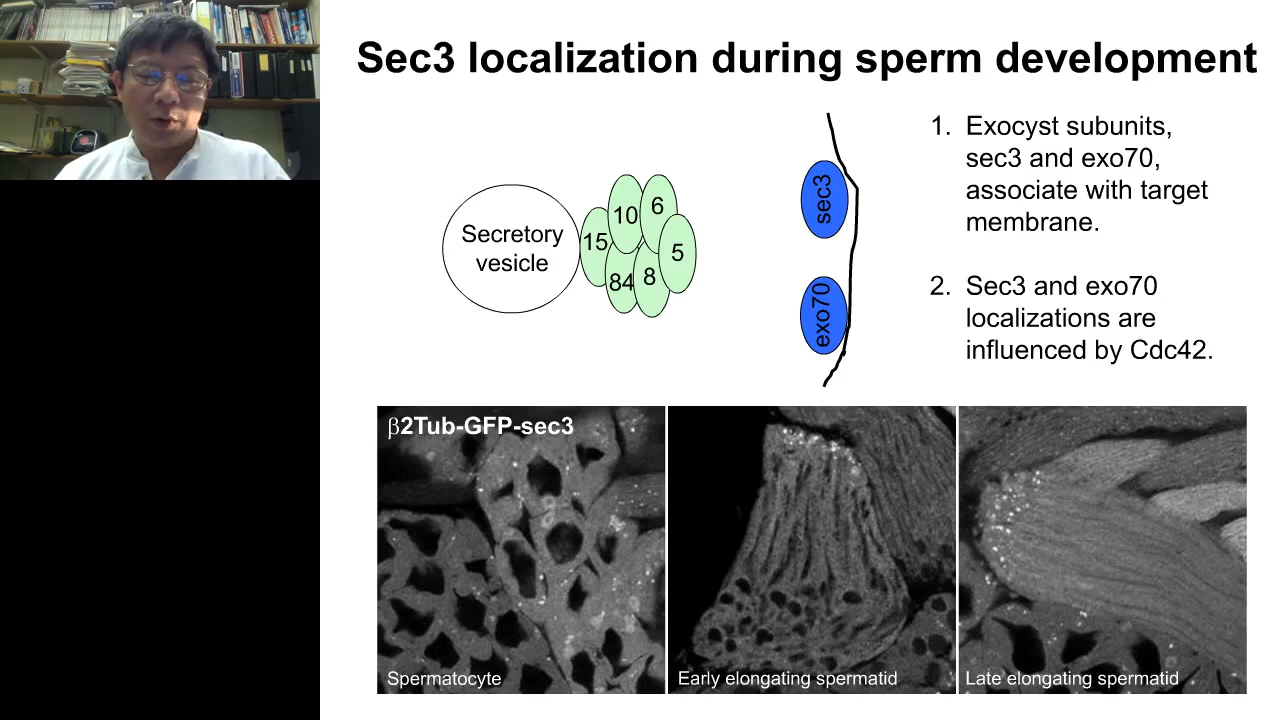 Sec3 localization during sperm development
Secretory
vesicle
15
10
6
5
84
8
sec3
exo70
1. Exocyst subunits,
sec3 and exo70,
associate with target
membrane.
2. Sec3 and exo70
localizations are
influenced by Cdc42.
β2Tub-GFP-sec3
Spermatocyte
Early elongating spermatid
Late elongating spermatid